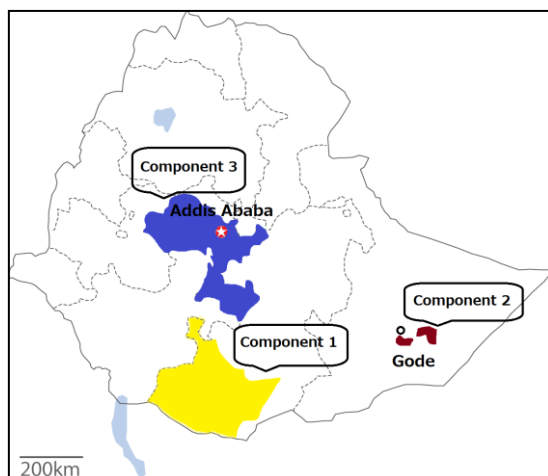 Component 3
Addis Ababa
Component 2
Component 1
Gode
200km